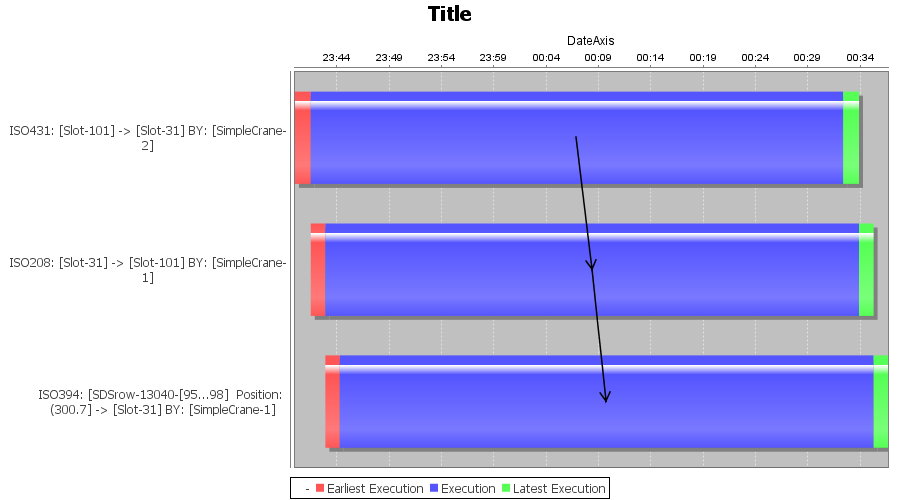 Title
DateAxis
23:44 23:49 23:54 23:59 00:04 00:09 00:14 00:19 00:24 00:29 00:34
ISO431: [Slot-101] -> [Slot-31] BY: [SimpleCrane-
2]
ISO208: [Slot-31] -> [Slot-101] BY: [SimpleCrane-
1]
ISO394: [SDSrow-13040-[95...98] Position:
(300.7] -> [Slot-31] BY: [SimpleCrane-1]
- Earliest Execution Execution Latest Execution